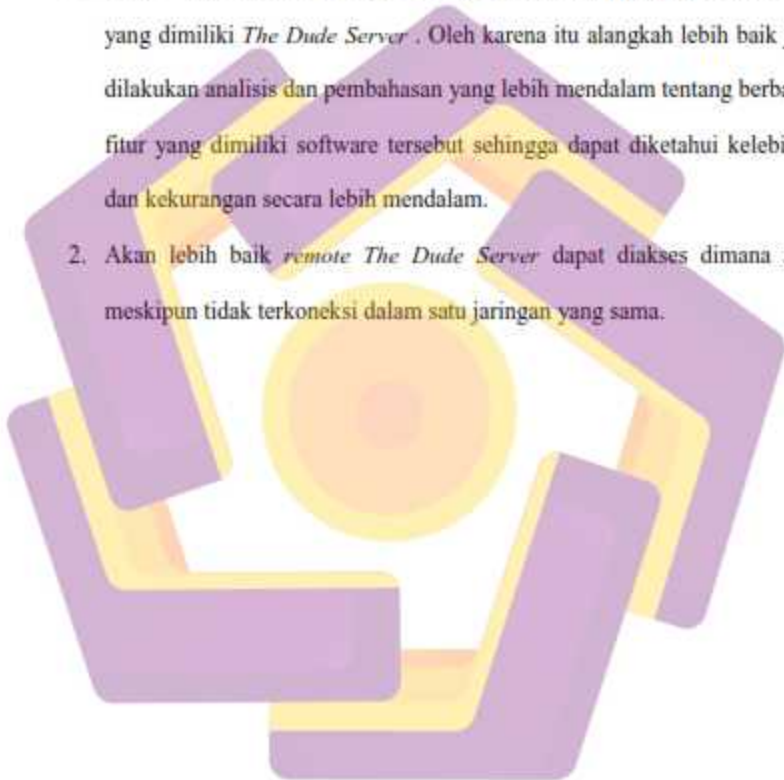 yang dimiliki The Dude Server . Oleh karena itu alangkah lebih baik
dilakukan analisis dan pembahasan yang lebih mendalam tentang
fitur yang dimiliki software tersebut sehingga dapat diketahui
dan kekurangan secara lebih mendalam.
2. Akan lebih baik remote The Dude Server dapat diakses dimana
meskipun tidak terkoneksi dalam satu jaringan yang sama.